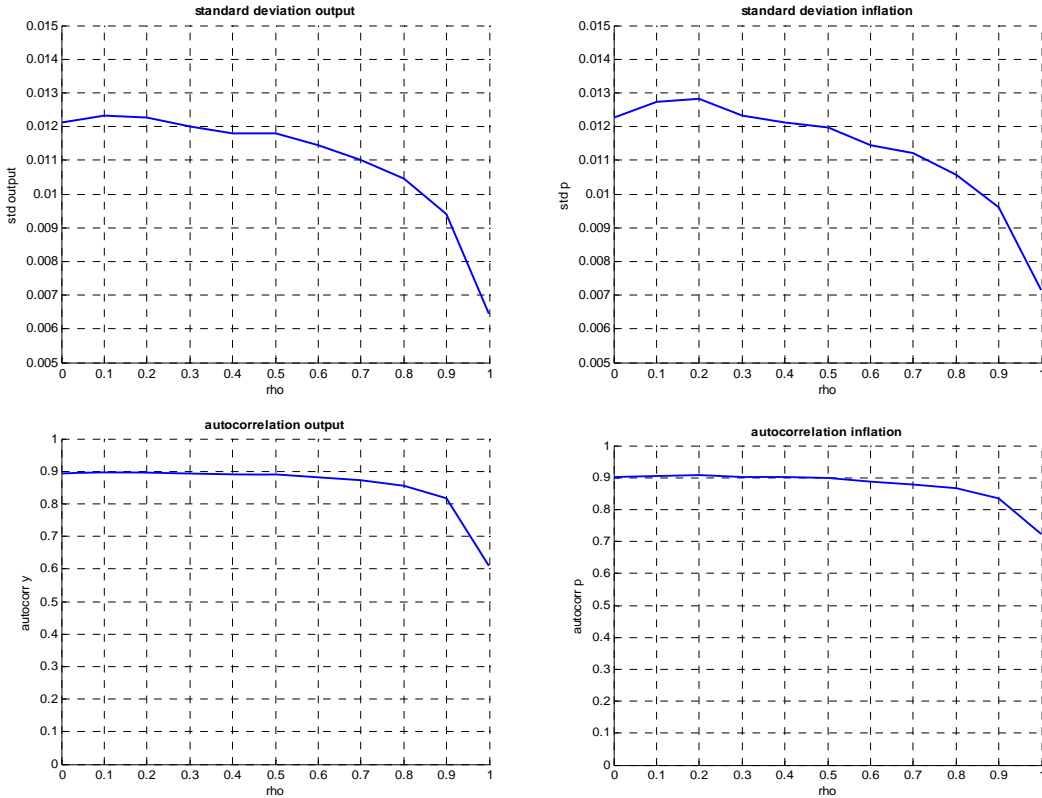 standard deviation output
0.015
0.014
0.013
0.012
0.011
0.01
0.009
0.008
0.007
0.006
0.005
std output
0 0.1 0.2 0.3 0.4 0.5 0.6 0.7 0.8 0.9 1
rho
standard deviation inflation
0.015
0.014
0.013
0.012
0.011
0.01
0.009
0.008
0.007
0.006
0.005
std p
0 0.1 0.2 0.3 0.4 0.5 0.6 0.7 0.8 0.9 1
rho
autocorrelation output
1
0.9
0.8
0.7
0.6
0.5
0.4
0.3
0.2
0.1
0
autocorr y
0 0.1 0.2 0.3 0.4 0.5 0.6 0.7 0.8 0.9 1
rho
autocorrelation inflation
1
0.9
0.8
0.7
0.6
0.5
0.4
0.3
0.2
0.1
0
autocorr p
0 0.1 0.2 0.3 0.4 0.5 0.6 0.7 0.8 0.9 1
rho